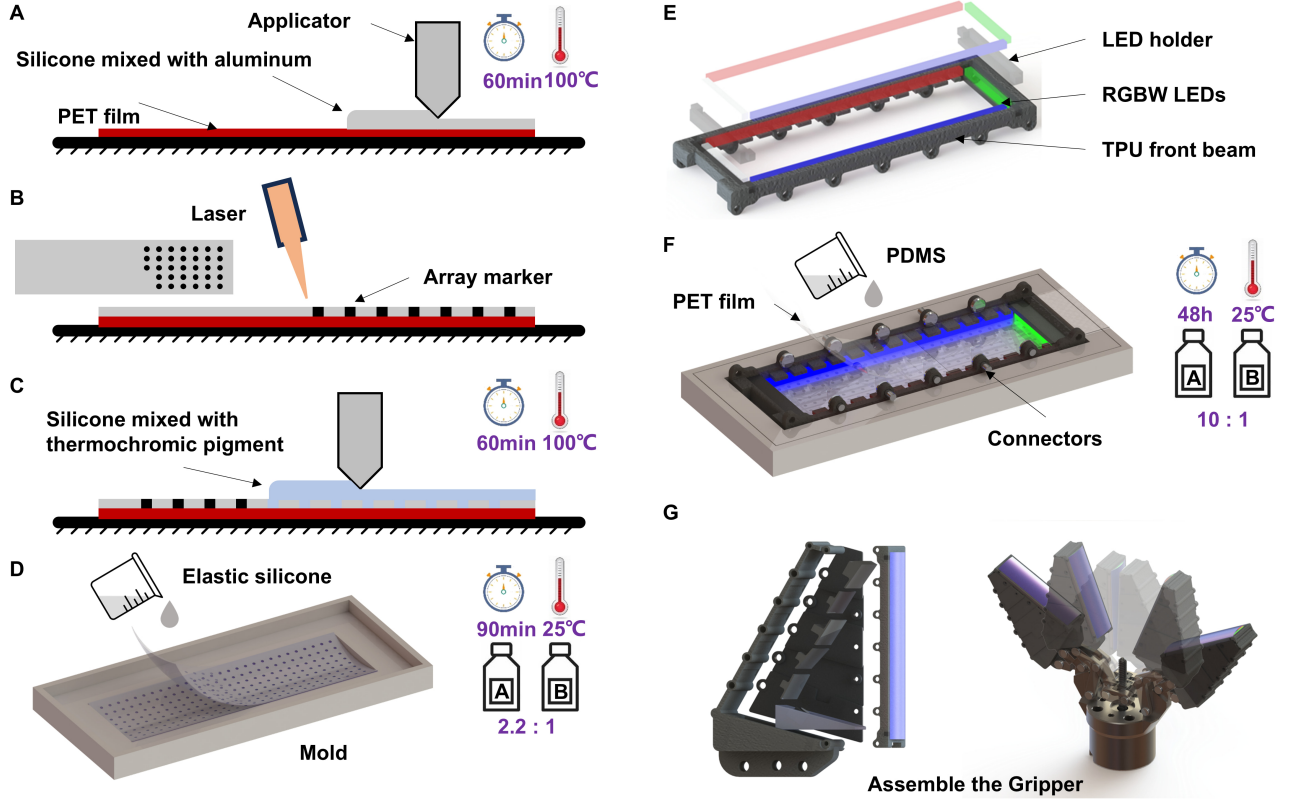 A
Applicator
Silicone mixed with aluminum
PET film
60min 100℃
B
Laser
Array marker
C
Silicone mixed with
thermochromic pigment
60min 100℃
D
Elastic silicone
Mold
90min 25℃
A B
2.2 : 1
E
LED holder
RGBW LEDs
TPU front beam
F
PDMS
PET film
Connectors
48h 25℃
A B
10 : 1
G
Assemble the Gripper